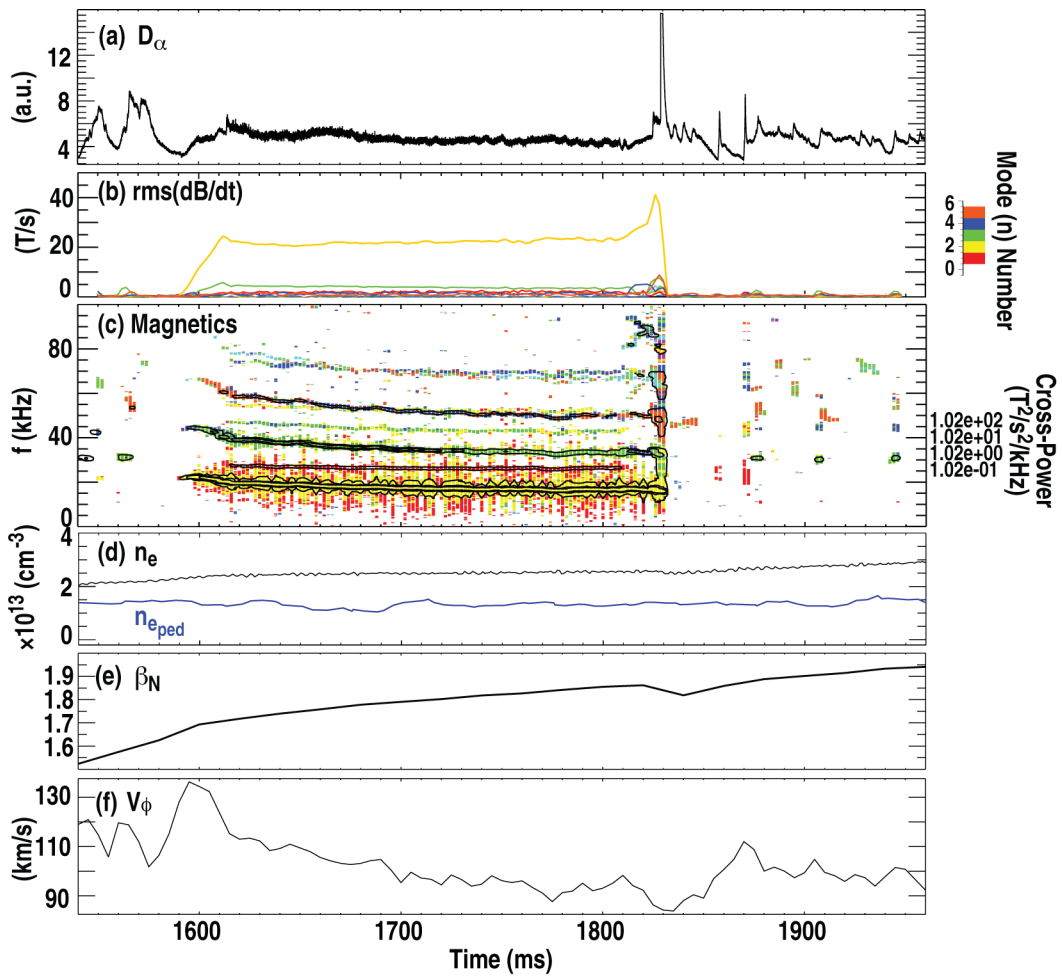 (a) Dα
12
8
4
(a.u.)
(b) rms(dB/dt)
40
20
0
(T/s)
6
4
2
0
Mode (n) Number
(c) Magnetics
80
40
0
f (kHz)
1.02e+02
1.02e+01
1.02e+00
1.02e-01
Cross-Power
(T²/s²/kHz)
(d) ne
neped
4
2
0
×10¹³ (cm⁻³)
(e) βN
1.9
1.8
1.7
1.6
(f) Vϕ
130
110
90
(km/s)
1600 1700 1800 1900
Time (ms)